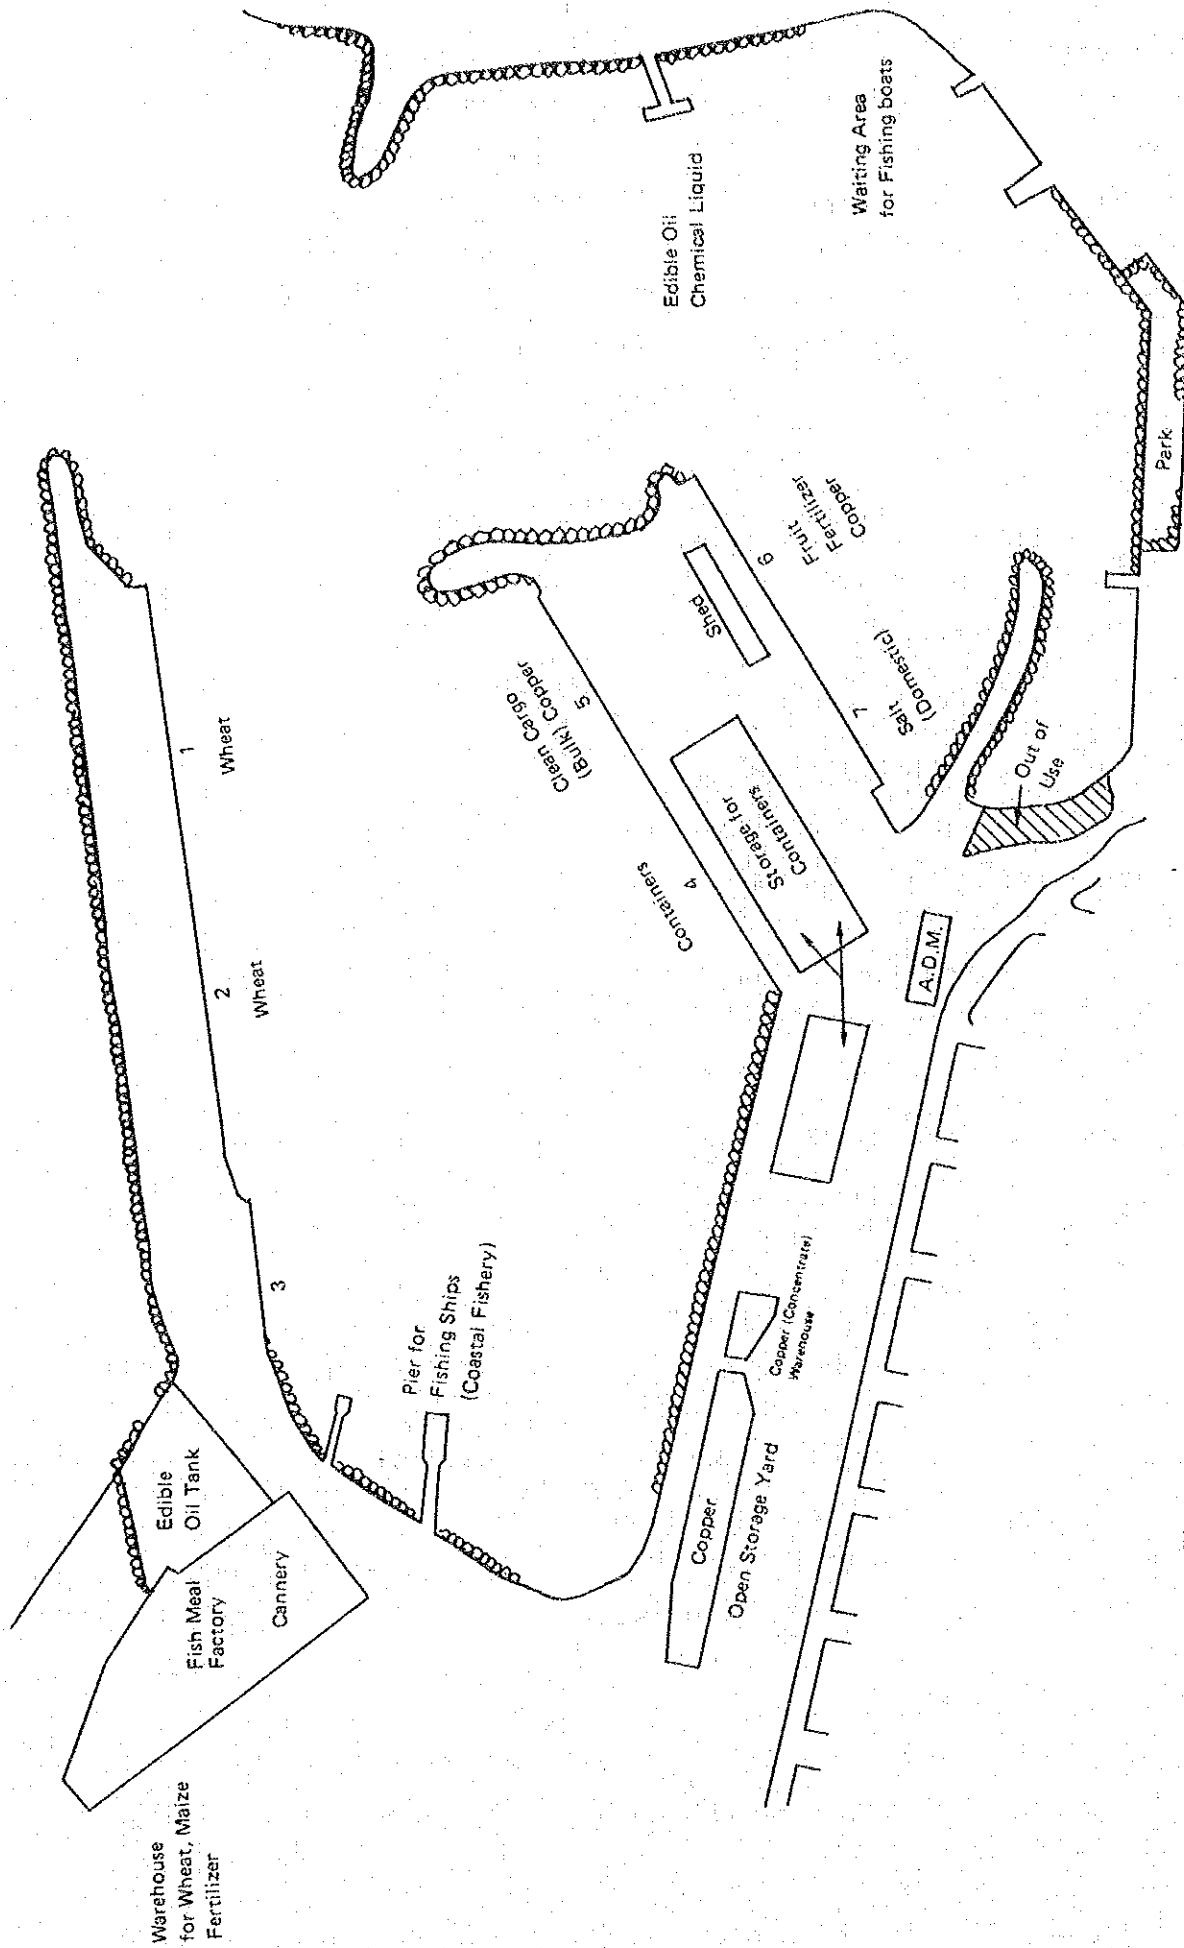 Warehouse
for Wheat, Maize
Fertilizer
Fish Meal
Factory
Cannery
Edible
Oil Tank
3
2
Wheat
1
Wheat
Pier for
Fishing Ships
(Coastal Fishery)
Containers
4
Clean Cargo
(Bulk) Copper
5
Copper
Open Storage Yard
Copper (Concentrate)
Warehouse
Storage for
Containers
Shed
6
Fruit
Fertilizer
Copper
7
Salt
(Domestic)
A.D.M.
Out of
Use
Park
Edible Oil
Chemical Liquid
Waiting Area
for Fishing boats